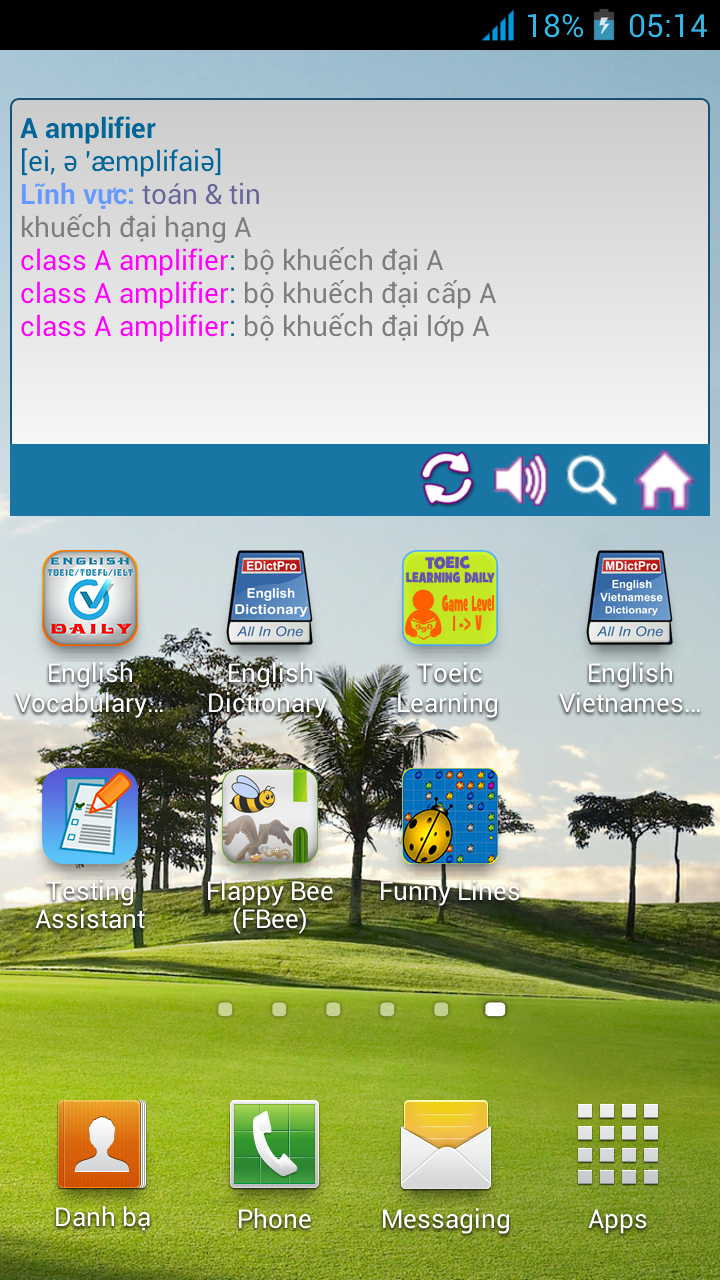 18% 05:14
A amplifier
[ei, ə 'æmplifaiə]
Lĩnh vực: toán & tin
khuếch đại hạng A
class A amplifier: bộ khuếch đại A
class A amplifier: bộ khuếch đại cấp A
class A amplifier: bộ khuếch đại lớp A
ENGLISH
TOEIC/TOEFL/IELT
DAILY
English
Vocabulary...
EDictPro
English
Dictionary
All In One
English
Dictionary
TOEIC
LEARNING DAILY
Game Level
I -> V
Toeic
Learning
MDictPro
English
Vietnamese
Dictionary
All In One
English
Vietnames...
Testing
Assistant
Flappy Bee
(FBee)
Funny Lines
Danh bạ
Phone
Messaging
Apps